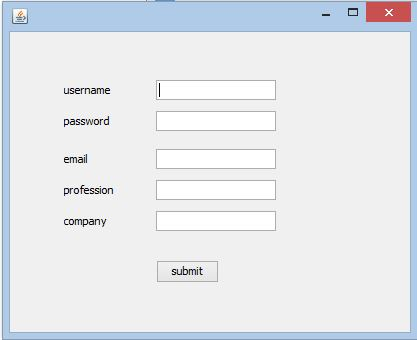 username
password
email
profession
company
submit